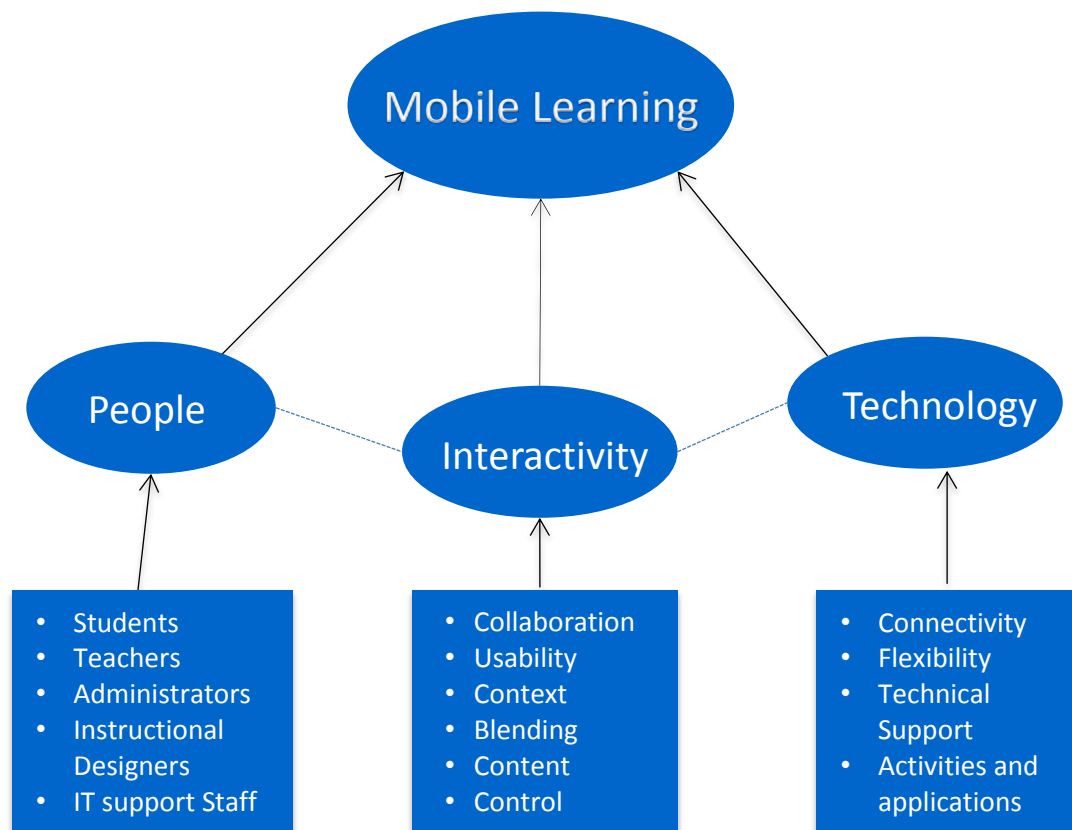 Mobile Learning
People
Interactivity
Technology
• Students
• Teachers
• Administrators
• Instructional
Designers
• IT support Staff
• Collaboration
• Usability
• Context
• Blending
• Content
• Control
• Connectivity
• Flexibility
• Technical
Support
• Activities and
applications